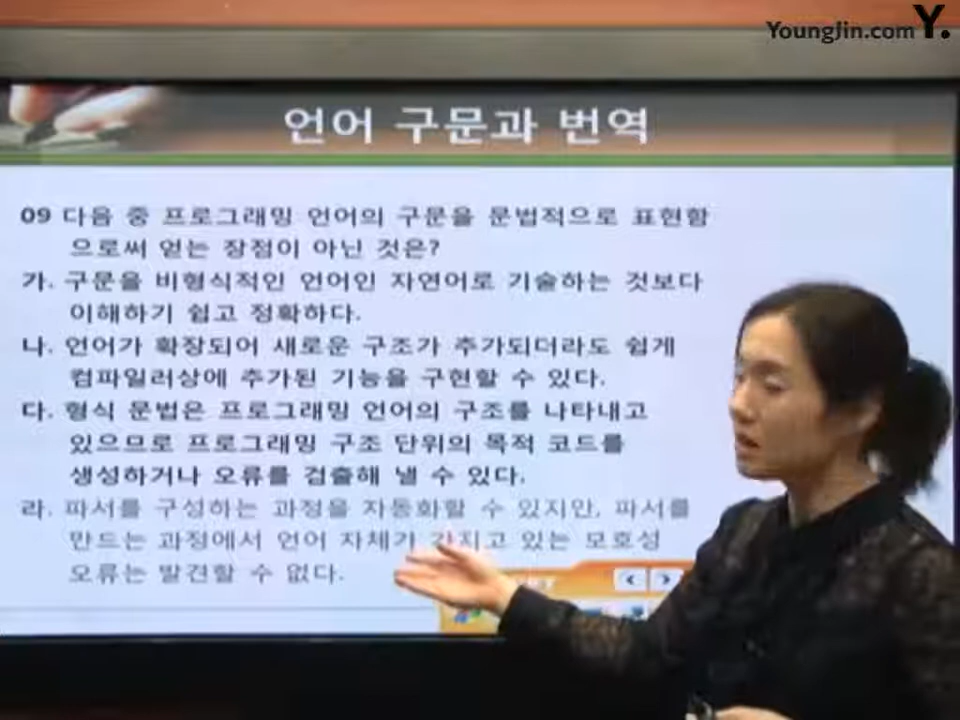 YoungJin.com Y.
언어 구문과 번역
09 다음 중 프로그래밍 언어의 구문을 문법적으로 표현함
으로써 얻는 장점이 아닌 것은?
가. 구문을 비형식적인 언어인 자연어로 기술하는 것보다
이해하기 쉽고 정확하다.
나. 언어가 확장되어 새로운 구조가 추가되더라도 쉽게
컴파일러상에 추가된 기능을 구현할 수 있다.
다. 형식 문법은 프로그래밍 언어의 구조를 나타내고
있으므로 프로그래밍 구조 단위의 목적 코드를
생성하거나 오류를 검출해 낼 수 있다.
라. 파서를 구성하는 과정을 자동화할 수 있지만, 파서를
만드는 과정에서 언어 자체가 가지고 있는 모호성
오류는 발견할 수 없다.